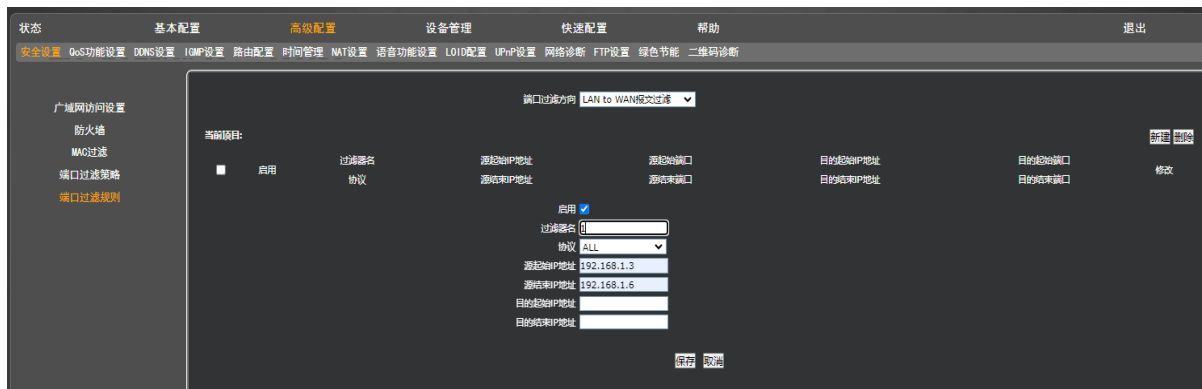 状态 基本配置 高级配置 设备管理 快速配置 帮助 退出
安全设置 QoS功能设置 DDNS设置 IGMP设置 路由配置 时间管理 NAT设置 语音功能设置 LOID配置 UPnP设置 网络诊断 FTP设置 绿色节能 二维码诊断
广域网访问设置
防火墙
MAC过滤
端口过滤策略
端口过滤规则
端口过滤方向 LAN to WAN报文过滤
当前项目:
新建 删除
启用 过滤器名 源起始IP地址 源起始端口 目的起始IP地址 目的起始端口 修改
协议 源结束IP地址 源结束端口 目的结束IP地址 目的结束端口
启用
过滤器名 1
协议 ALL
源起始IP地址 192.168.1.3
源结束IP地址 192.168.1.6
目的起始IP地址
目的结束IP地址
保存 取消